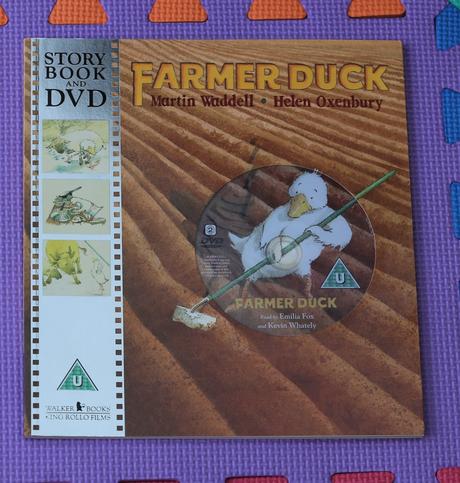 STORY
BOOK
AND
DVD
FARMER DUCK
Martin Waddell • Helen Oxenbury
2
DVD
U
FARMER DUCK
Read by Emilia Fox
and Kevin Whately
U
WALKER BOOKS
KING ROLLO FILMS